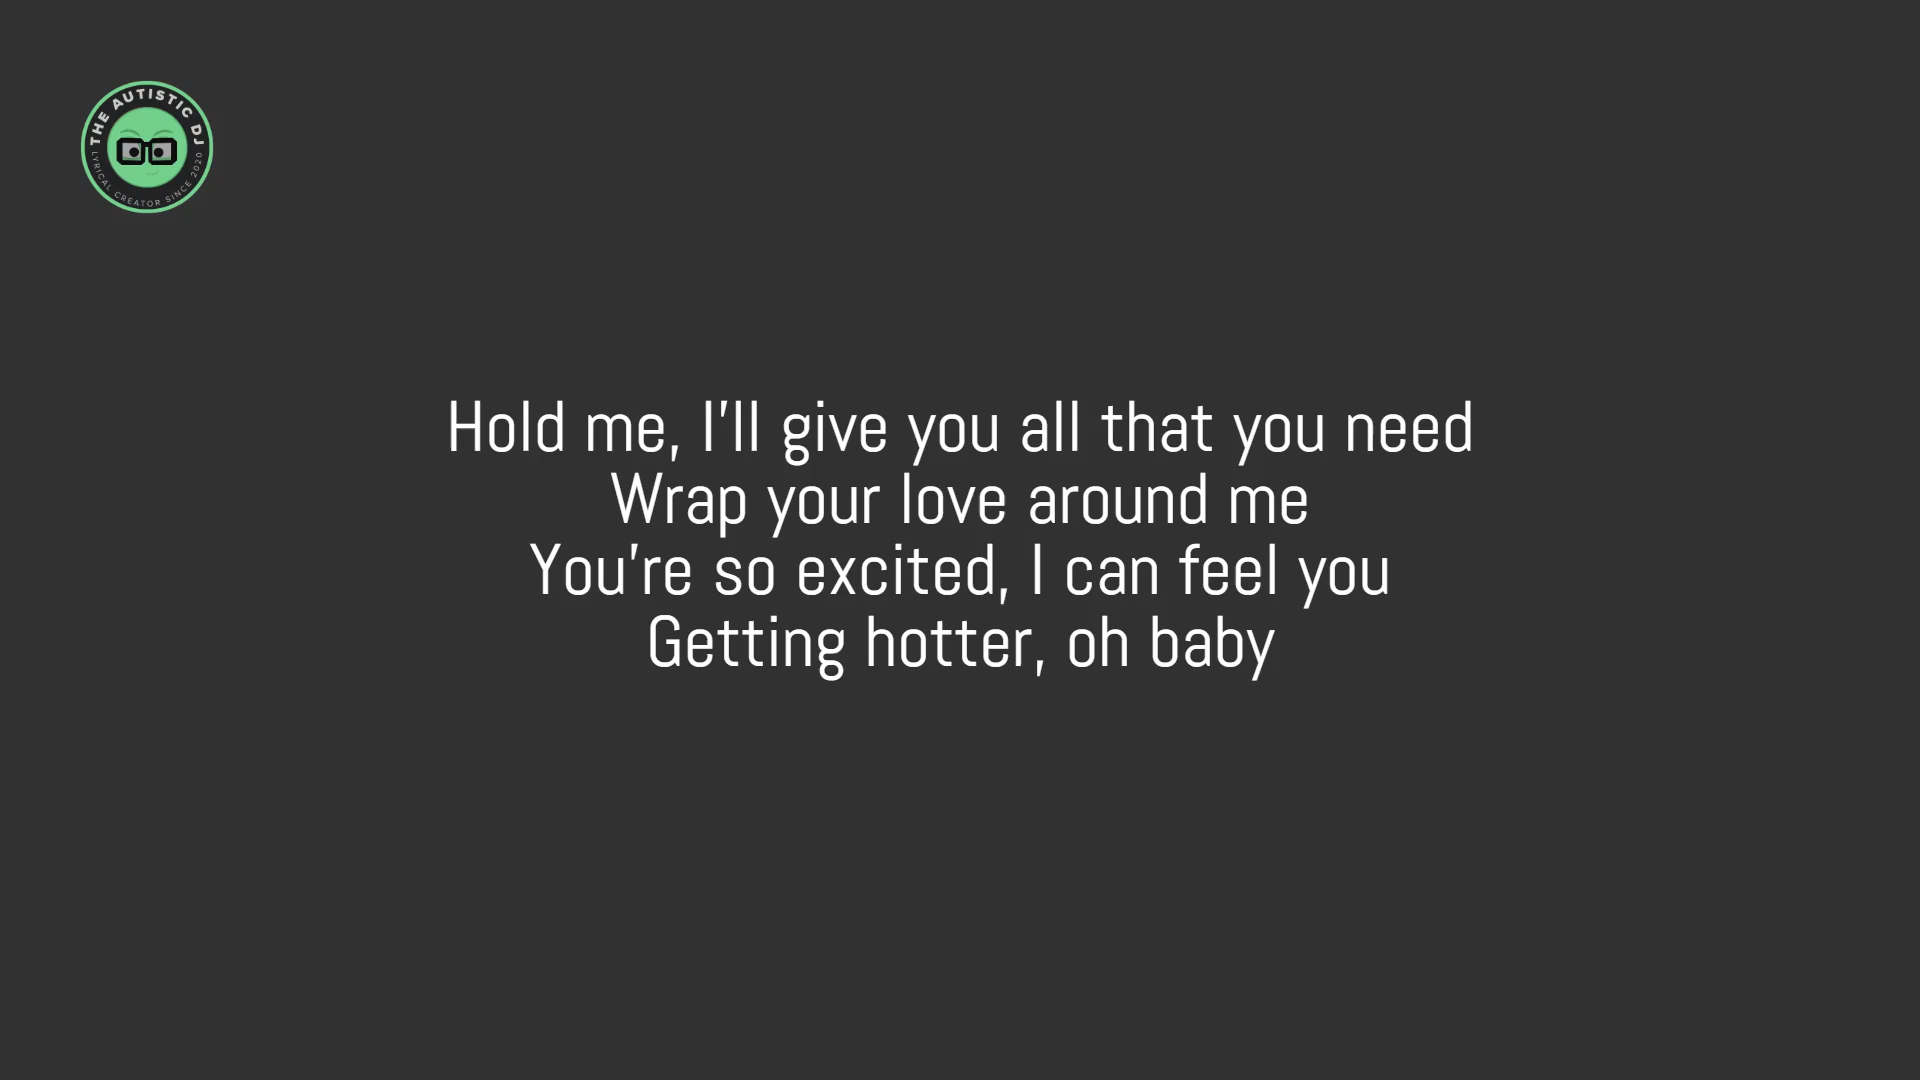 THE AUTISTIC DJ
LYRICAL CREATOR SINCE 2020
Hold me, I'll give you all that you need
Wrap your love around me
You're so excited, I can feel you
Getting hotter, oh baby